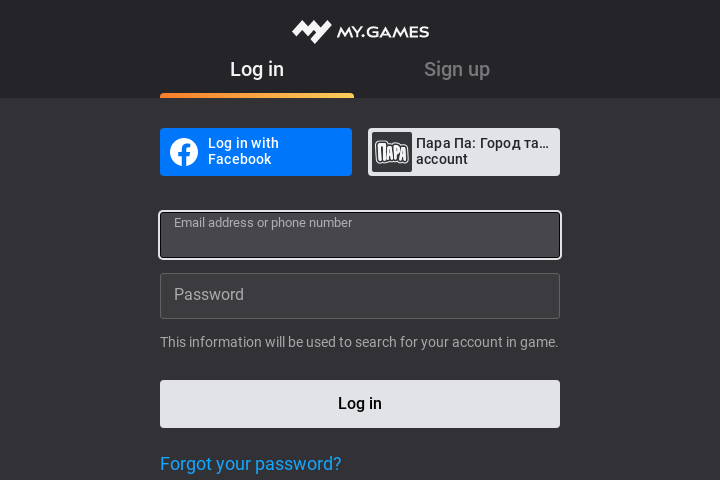 MY.GAMES
Log in
Sign up
Log in with
Facebook
ПАРА
Пара Па: Город та...
account
Email address or phone number
Password
This information will be used to search for your account in game.
Log in
Forgot your password?